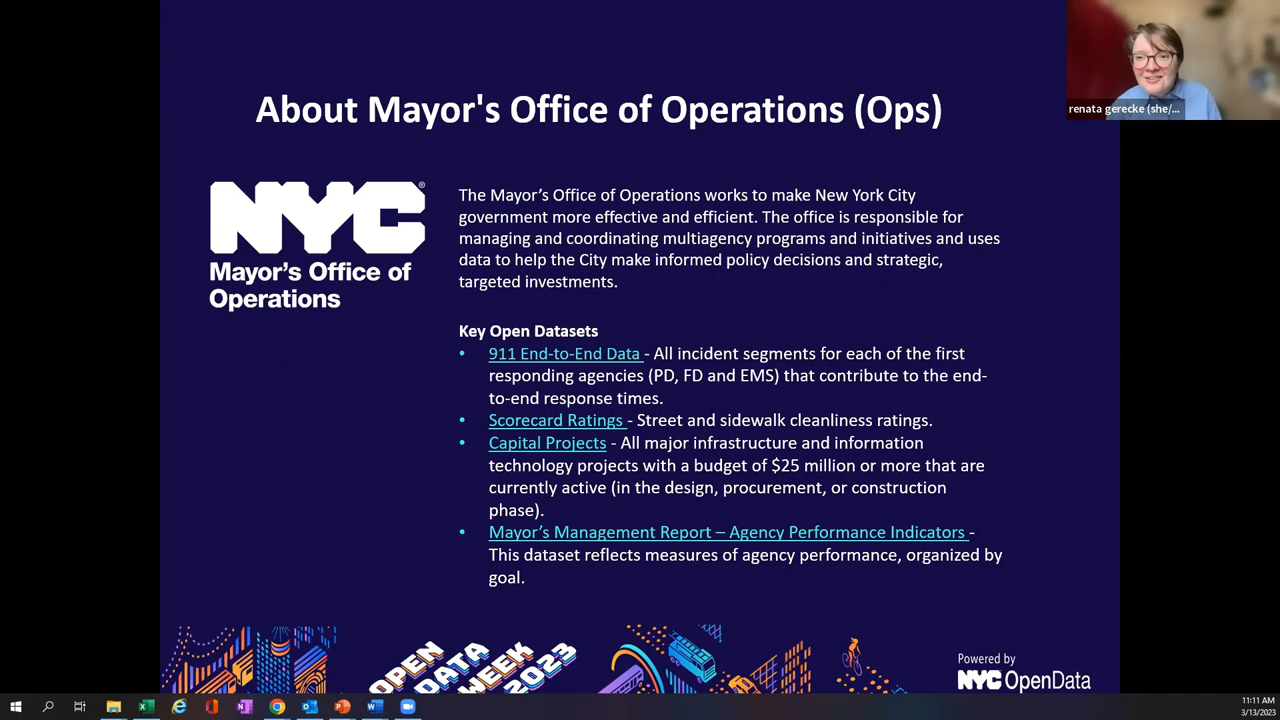 About Mayor's Office of Operations (Ops)
renata gerecke (she/...
NYC®
Mayor's Office of
Operations
The Mayor's Office of Operations works to make New York City
government more effective and efficient. The office is responsible for
managing and coordinating multiagency programs and initiatives and uses
data to help the City make informed policy decisions and strategic,
targeted investments.
Key Open Datasets
• 911 End-to-End Data - All incident segments for each of the first
responding agencies (PD, FD and EMS) that contribute to the end-
to-end response times.
• Scorecard Ratings - Street and sidewalk cleanliness ratings.
• Capital Projects - All major infrastructure and information
technology projects with a budget of $25 million or more that are
currently active (in the design, procurement, or construction
phase).
• Mayor's Management Report – Agency Performance Indicators -
This dataset reflects measures of agency performance, organized by
goal.
OPEN
DATA
WEEK
2023
Powered by
NYC OpenData
11:11 AM
3/13/2023